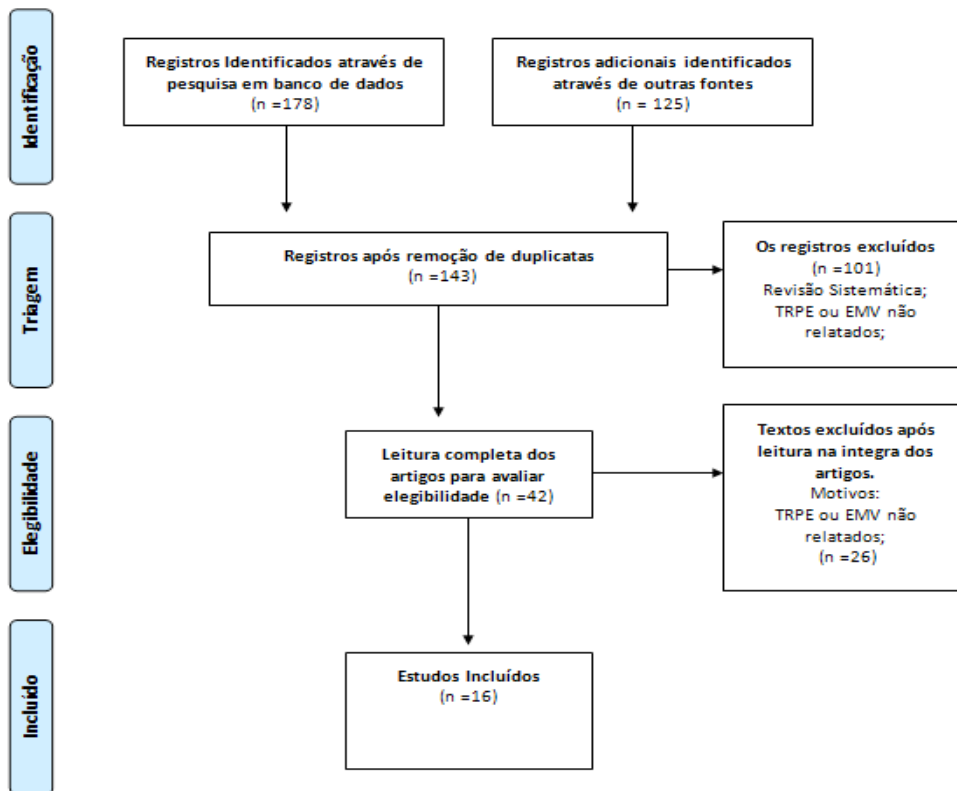 Identificação
Registros Identificados através de
pesquisa em banco de dados
(n =178)
Registros adicionais identificados
através de outras fontes
(n = 125)
Triagem
Registros após remoção de duplicatas
(n =143)
Os registros excluídos
(n =101)
Revisão Sistemática;
TRPE ou EMV não
relatados;
Elegibilidade
Leitura completa dos
artigos para avaliar
elegibilidade (n =42)
Textos excluídos após
leitura na integra dos
artigos.
Motivos:
TRPE ou EMV não
relatados;
(n =26)
Incluído
Estudos Incluídos
(n =16)